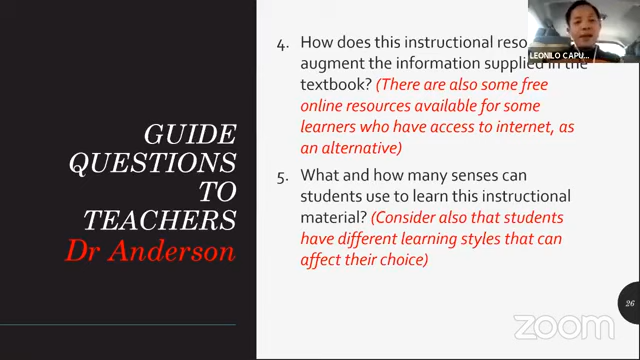 GUIDE
QUESTIONS
TO
TEACHERS
Dr Anderson
4. How does this instructional reso
augment the information supplied in the
textbook? (There are also some free
online resources available for some
learners who have access to internet, as
an alternative)
5. What and how many senses can
students use to learn this instructional
material? (Consider also that students
have different learning styles that can
affect their choice)
LEONILO CAPU...
26
zoom